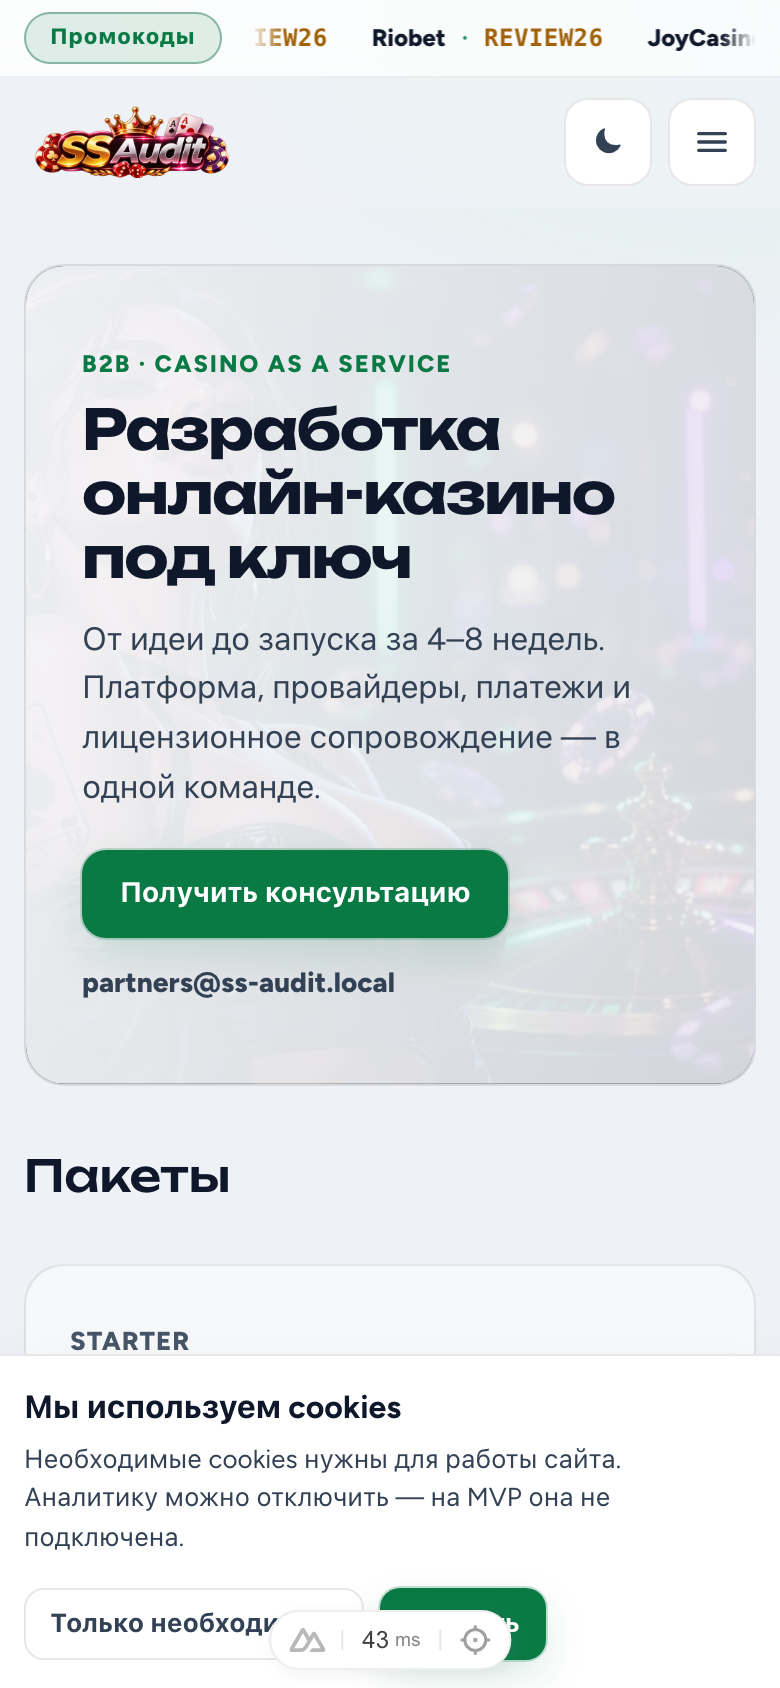 Промокоды IEW26 Riobet · REVIEW26 JoyCasin
SSAudit
B2B · CASINO AS A SERVICE
Разработка
онлайн-казино
под ключ
От идеи до запуска за 4–8 недель.
Платформа, провайдеры, платежи и
лицензионное сопровождение — в
одной команде.
Получить консультацию
partners@ss-audit.local
Пакеты
STARTER
Мы используем cookies
Необходимые cookies нужны для работы сайта.
Аналитику можно отключить — на MVP она не
подключена.
Только необходи
43 ms